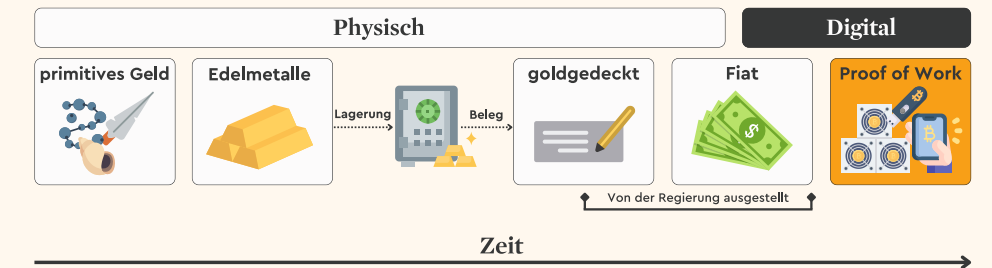 Physisch
Digital
primitives Geld
Edelmetalle
Lagerung
Beleg
goldgedeckt
Fiat
Proof of Work
Von der Regierung ausgestellt
Zeit